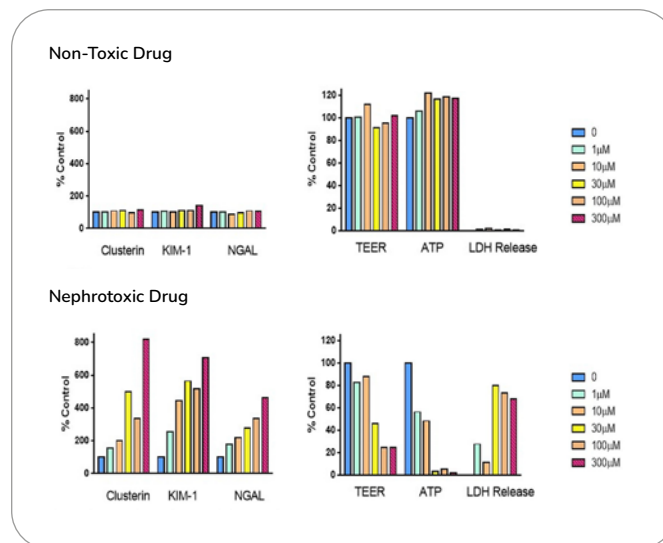 Non-Toxic Drug
% Control
800
600
400
200
0
Clusterin KIM-1 NGAL
% Control
120
100
80
60
40
20
0
TEER ATP LDH Release
0
1µM
10µM
30µM
100µM
300µM
Nephrotoxic Drug
% Control
800
600
400
200
0
Clusterin KIM-1 NGAL
% Control
120
100
80
60
40
20
0
TEER ATP LDH Release
0
1µM
10µM
30µM
100µM
300µM